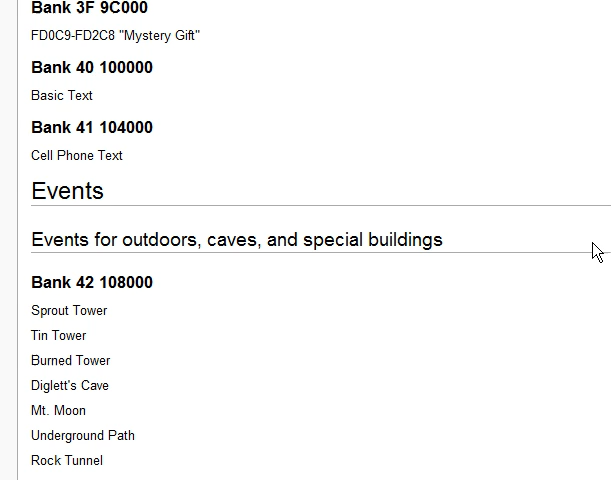 Bank 3F 9C000
FD0C9-FD2C8 "Mystery Gift"
Bank 40 100000
Basic Text
Bank 41 104000
Cell Phone Text
Events
Events for outdoors, caves, and special buildings
Bank 42 108000
Sprout Tower
Tin Tower
Burned Tower
Diglett's Cave
Mt. Moon
Underground Path
Rock Tunnel